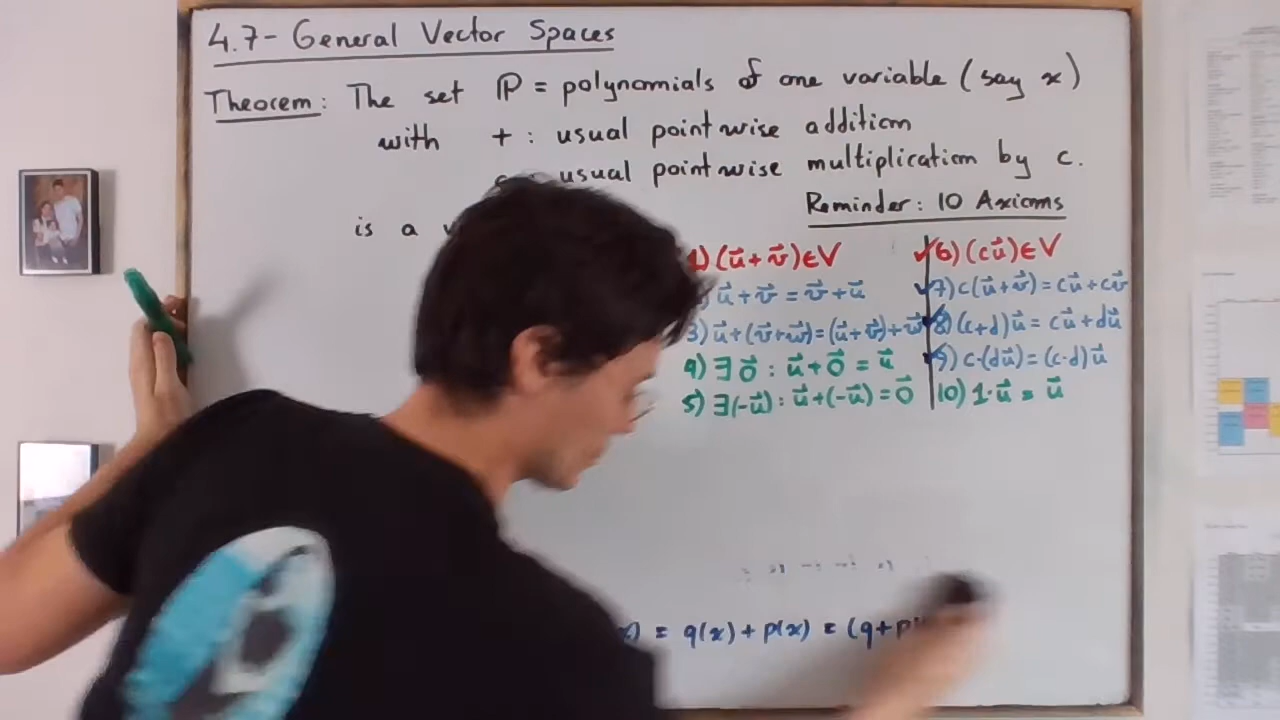 4.7- General Vector Spaces
Theorem: The set ℙ = polynomials of one variable (say x)
with + : usual pointwise addition
usual pointwise multiplication by c.
is a
Reminder: 10 Axioms
1) (u⃗ + v⃗) ∈ V
u⃗ + v⃗ = v⃗ + u⃗
3) u⃗ + (v⃗ + w⃗) = (u⃗ + v⃗) + w⃗
4) ∃ 0⃗ : u⃗ + 0⃗ = u⃗
5) ∃(-u⃗) : u⃗ + (-u⃗) = 0⃗
✓6) (cu⃗) ∈ V
✓7) c(u⃗ + v⃗) = cu⃗ + cv⃗
✓8) (c+d)u⃗ = cu⃗ + du⃗
✓9) c·(du⃗) = (c·d)u⃗
10) 1·u⃗ = u⃗
= q(x) + p(x) = (q+p)